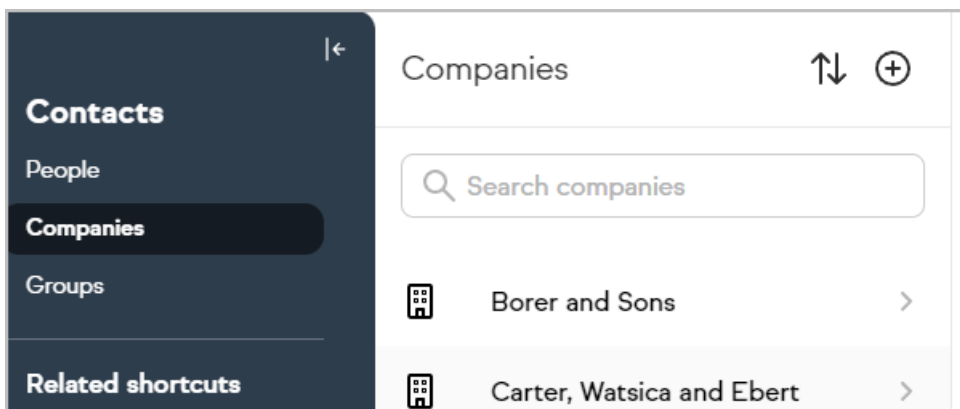 Contacts
People
Companies
Groups
Related shortcuts
Companies
Search companies
Borer and Sons
Carter, Watsica and Ebert